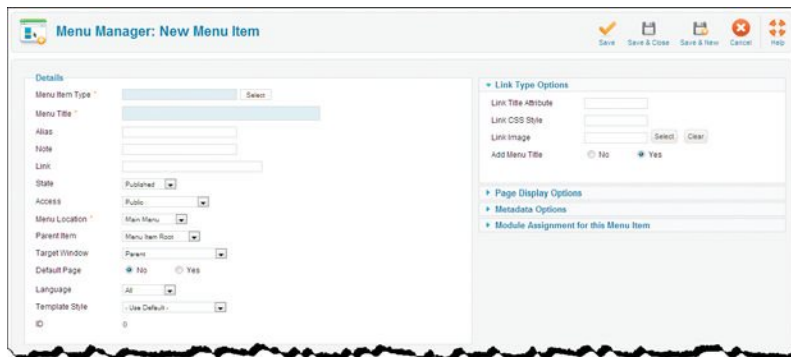 Menu Manager: New Menu Item
Save
Save & Close
Save & New
Cancel
Help
Details
Menu Item Type *
Select
Menu Title *
Alias
Note
Link
State
Published
Access
Public
Menu Location *
Main Menu
Parent Item
Menu Item Root
Target Window
Parent
Default Page
No
Yes
Language
All
Template Style
- Use Default -
ID
0
Link Type Options
Link Title Attribute
Link CSS Style
Link Image
Select
Clear
Add Menu Title
No
Yes
Page Display Options
Metadata Options
Module Assignment for this Menu Item